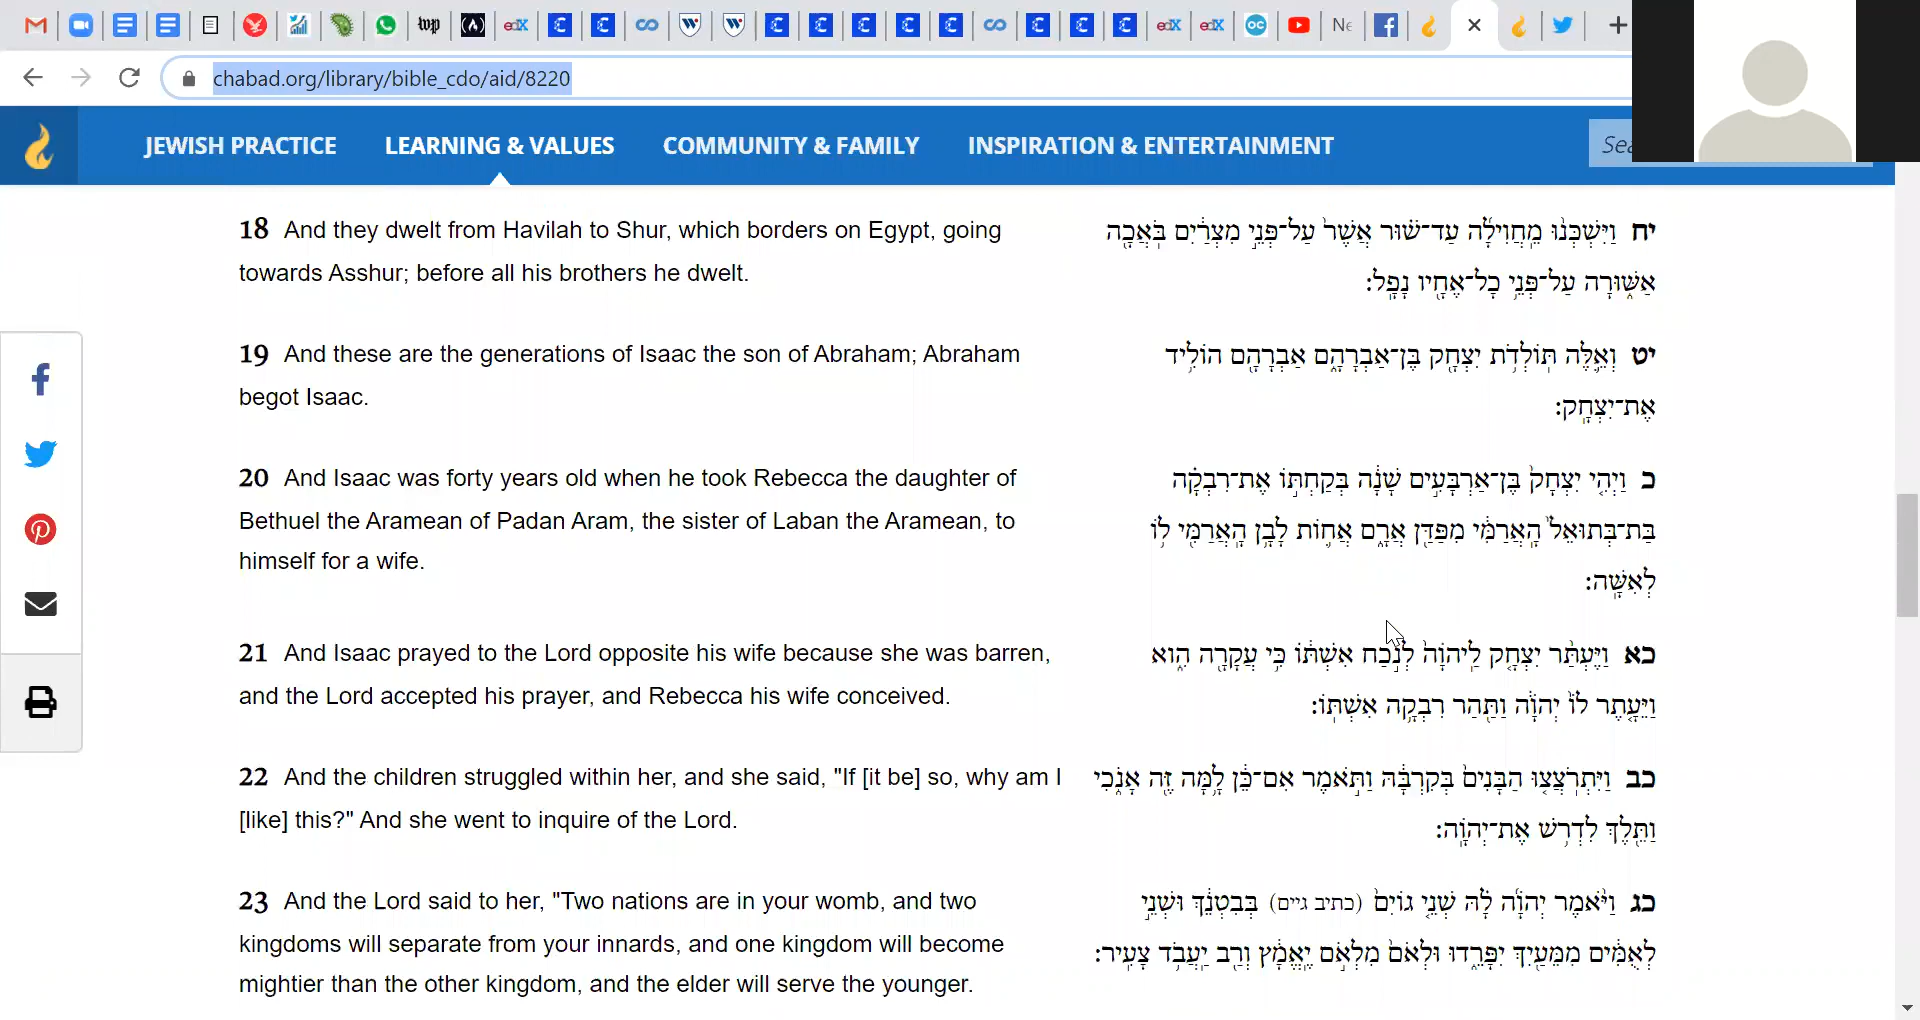 chabad.org/library/bible_cdo/aid/8220
JEWISH PRACTICE
LEARNING & VALUES
COMMUNITY & FAMILY
INSPIRATION & ENTERTAINMENT
18 And they dwelt from Havilah to Shur, which borders on Egypt, going
towards Asshur; before all his brothers he dwelt.
יח וַיִּשְׁכְּנ֨וּ מֵֽחֲוִילָ֜ה עַד־שׁ֗וּר אֲשֶׁר֙ עַל־פְּנֵ֣י מִצְרַ֔יִם בֹּֽאֲכָ֖ה
אַשּׁ֑וּרָה עַל־פְּנֵ֥י כָל־אֶחָ֖יו נָפָֽל׃
19 And these are the generations of Isaac the son of Abraham; Abraham
begot Isaac.
יט וְאֵ֛לֶּה תּֽוֹלְדֹ֥ת יִצְחָ֖ק בֶּן־אַבְרָהָ֑ם אַבְרָהָ֖ם הוֹלִ֥יד
אֶת־יִצְחָֽק׃
20 And Isaac was forty years old when he took Rebecca the daughter of
Bethuel the Aramean of Padan Aram, the sister of Laban the Aramean, to
himself for a wife.
כ וַיְהִ֤י יִצְחָק֙ בֶּן־אַרְבָּעִ֣ים שָׁנָ֔ה בְּקַחְתּ֣וֹ אֶת־רִבְקָ֗ה
בַּת־בְּתוּאֵל֙ הָֽאֲרַמִּ֔י מִפַּדַּ֖ן אֲרָ֑ם אֲח֛וֹת לָבָ֥ן הָֽאֲרַמִּ֖י ל֥וֹ
לְאִשָּֽׁה׃
21 And Isaac prayed to the Lord opposite his wife because she was barren,
and the Lord accepted his prayer, and Rebecca his wife conceived.
כא וַיֶּעְתַּ֨ר יִצְחָ֤ק לַֽיהֹוָה֙ לְנֹ֣כַח אִשְׁתּ֔וֹ כִּ֥י עֲקָרָ֖ה הִ֑וא
וַיֵּעָ֤תֶר לוֹ֙ יְהֹוָ֔ה וַתַּ֖הַר רִבְקָ֥ה אִשְׁתּֽוֹ׃
22 And the children struggled within her, and she said, "If [it be] so, why am I
[like] this?" And she went to inquire of the Lord.
כב וַיִּתְרֹֽצֲצ֤וּ הַבָּנִים֙ בְּקִרְבָּ֔הּ וַתֹּ֣אמֶר אִם־כֵּ֔ן לָ֥מָּה זֶּ֖ה אָנֹ֑כִי
וַתֵּ֖לֶךְ לִדְר֥שׁ אֶת־יְהֹוָֽה׃
23 And the Lord said to her, "Two nations are in your womb, and two
kingdoms will separate from your innards, and one kingdom will become
mightier than the other kingdom, and the elder will serve the younger.
כג וַיֹּ֨אמֶר יְהֹוָ֜ה לָ֗הּ שְׁנֵ֤י גוֹיִם֙ (כתיב גיים) בְּבִטְנֵ֔ךְ וּשְׁנֵ֣י
לְאֻמִּ֔ים מִמֵּעַ֖יִךְ יִפָּרֵ֑דוּ וּלְאֹם֙ מִלְאֹ֣ם יֶֽאֱמָ֔ץ וְרַ֖ב יַֽעֲבֹ֥ד צָעִֽיר׃